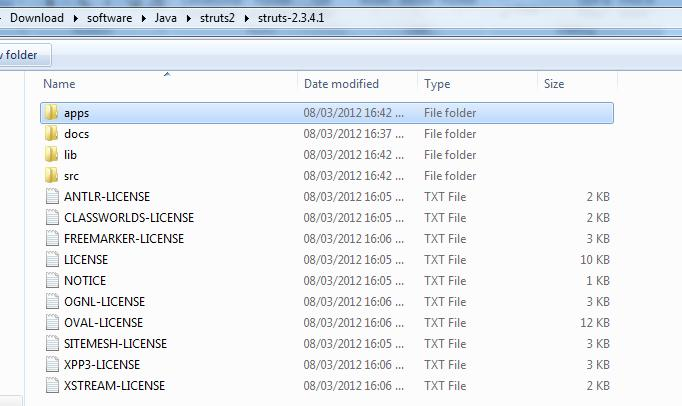 Download software Java struts2 struts-2.3.4.1
folder
Name Date modified Type Size
apps 08/03/2012 16:42 ... File folder
docs 08/03/2012 16:37 ... File folder
lib 08/03/2012 16:42 ... File folder
src 08/03/2012 16:42 ... File folder
ANTLR-LICENSE 08/03/2012 16:05 ... TXT File 2 KB
CLASSWORLDS-LICENSE 08/03/2012 16:05 ... TXT File 2 KB
FREEMARKER-LICENSE 08/03/2012 16:06 ... TXT File 3 KB
LICENSE 08/03/2012 16:05 ... TXT File 10 KB
NOTICE 08/03/2012 16:05 ... TXT File 1 KB
OGNL-LICENSE 08/03/2012 16:06 ... TXT File 3 KB
OVAL-LICENSE 08/03/2012 16:06 ... TXT File 12 KB
SITEMESH-LICENSE 08/03/2012 16:05 ... TXT File 3 KB
XPP3-LICENSE 08/03/2012 16:06 ... TXT File 3 KB
XSTREAM-LICENSE 08/03/2012 16:06 ... TXT File 2 KB